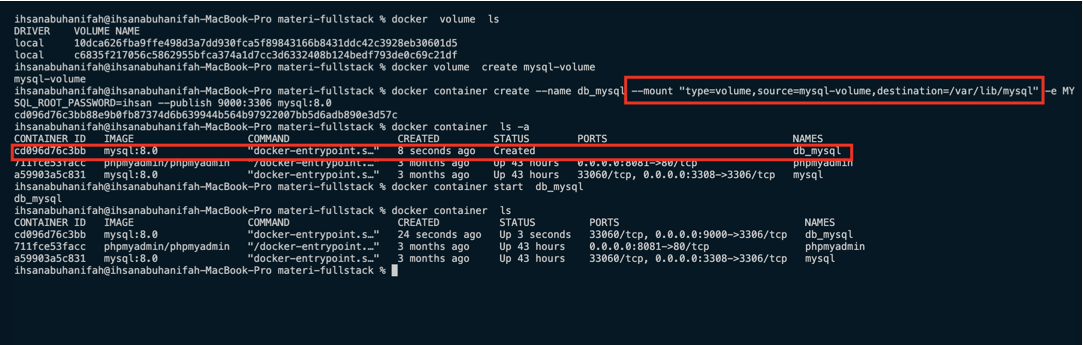 ihsanabuhanifah@ihsanabuhanifah-MacBook-Pro materi-fullstack % docker  volume  ls
DRIVER    VOLUME NAME
local     10dca626fba9ffe498d3a7dd930fca5f89843166b8431ddc42c3928eb30601d5
local     c6835f217056c5862955bfca374a1d7cc3d6332408b124bedf793de0c69c21df
ihsanabuhanifah@ihsanabuhanifah-MacBook-Pro materi-fullstack % docker volume  create mysql-volume
mysql-volume
ihsanabuhanifah@ihsanabuhanifah-MacBook-Pro materi-fullstack % docker container create --name db_mysql --mount "type=volume,source=mysql-volume,destination=/var/lib/mysql" -e MY
SQL_ROOT_PASSWORD=ihsan --publish 9000:3306 mysql:8.0
cd096d76c3bb88e9b0fb87374d6b639944b564b97922007bb5d6adb890e3d57c
ihsanabuhanifah@ihsanabuhanifah-MacBook-Pro materi-fullstack % docker container  ls -a
CONTAINER ID   IMAGE                   COMMAND                  CREATED         STATUS        PORTS                               NAMES
cd096d76c3bb   mysql:8.0               "docker-entrypoint.s…"   8 seconds ago   Created                                           db_mysql
711fce53facc   phpmyadmin/phpmyadmin   "/docker-entrypoint.…"   3 months ago    Up 43 hours   0.0.0.0:8081->80/tcp                phpmyadmin
a59903a5c831   mysql:8.0               "docker-entrypoint.s…"   3 months ago    Up 43 hours   33060/tcp, 0.0.0.0:3308->3306/tcp   mysql
ihsanabuhanifah@ihsanabuhanifah-MacBook-Pro materi-fullstack % docker container start  db_mysql
db_mysql
ihsanabuhanifah@ihsanabuhanifah-MacBook-Pro materi-fullstack % docker container  ls
CONTAINER ID   IMAGE                   COMMAND                  CREATED          STATUS         PORTS                               NAMES
cd096d76c3bb   mysql:8.0               "docker-entrypoint.s…"   24 seconds ago   Up 3 seconds   33060/tcp, 0.0.0.0:9000->3306/tcp   db_mysql
711fce53facc   phpmyadmin/phpmyadmin   "/docker-entrypoint.…"   3 months ago     Up 43 hours    0.0.0.0:8081->80/tcp                phpmyadmin
a59903a5c831   mysql:8.0               "docker-entrypoint.s…"   3 months ago     Up 43 hours    33060/tcp, 0.0.0.0:3308->3306/tcp   mysql
ihsanabuhanifah@ihsanabuhanifah-MacBook-Pro materi-fullstack %